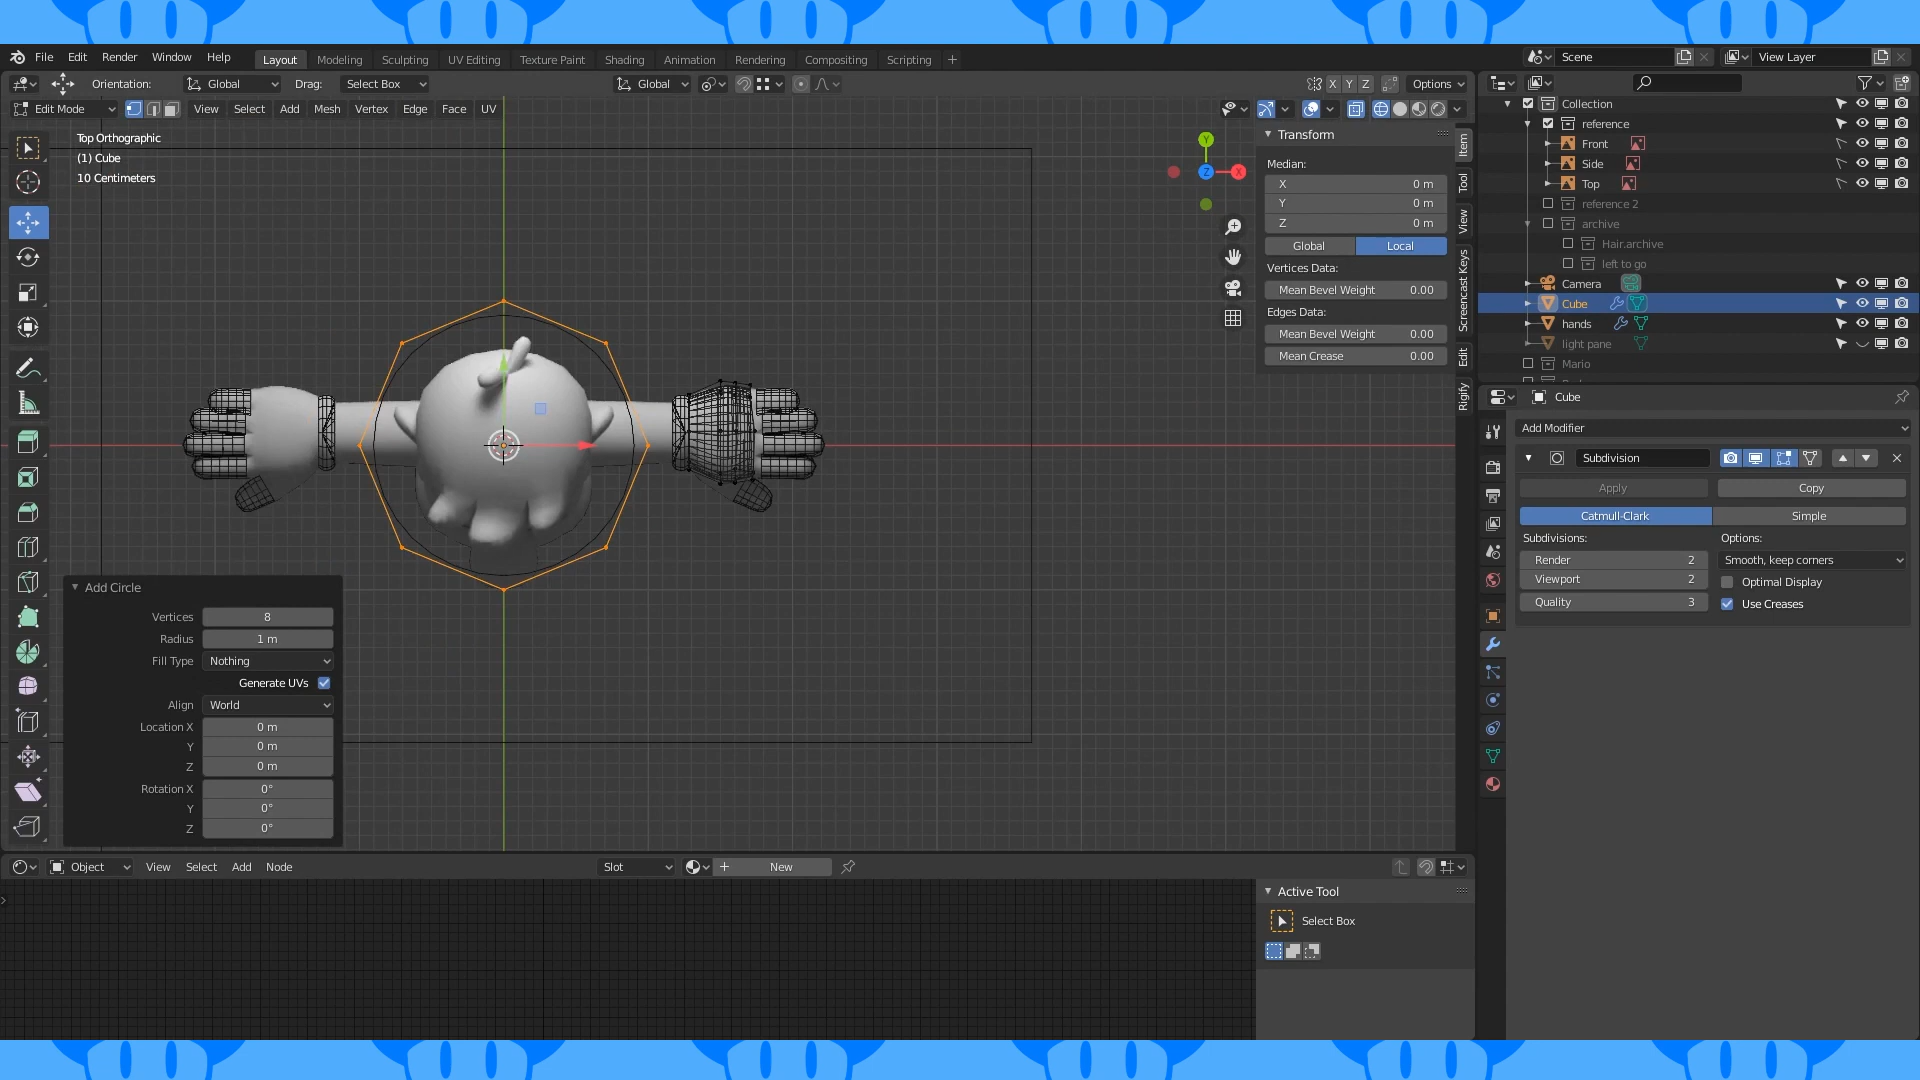 File Edit Render Window Help Layout Modeling Sculpting UV Editing Texture Paint Shading Animation Rendering Compositing Scripting + Scene View Layer
Orientation: Global Drag: Select Box Global X Y Z Options
Edit Mode View Select Add Mesh Vertex Edge Face UV
Top Orthographic
(1) Cube
10 Centimeters
Y
Z
X
Transform
Median:
X 0 m
Y 0 m
Z 0 m
Global Local
Vertices Data:
Mean Bevel Weight 0.00
Edges Data:
Mean Bevel Weight 0.00
Mean Crease 0.00
Item
Tool
View
Screencast Keys
Edit
Rigify
Collection
reference
Front
Side
Top
reference 2
archive
Hair.archive
left to go
Camera
Cube
hands
light pane
Mario
Cube
Add Modifier
Subdivision
Apply Copy
Catmull-Clark Simple
Subdivisions: Options:
Render 2 Smooth, keep corners
Viewport 2 Optimal Display
Quality 3 Use Creases
Add Circle
Vertices 8
Radius 1 m
Fill Type Nothing
Generate UVs
Align World
Location X 0 m
Y 0 m
Z 0 m
Rotation X 0°
Y 0°
Z 0°
Object View Select Add Node Slot + New
Active Tool
Select Box